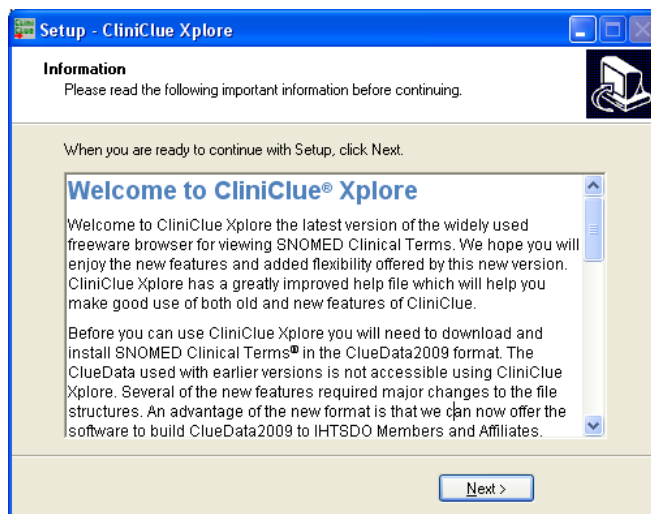 Setup - CliniClue Xplore
Information
Please read the following important information before continuing.
When you are ready to continue with Setup, click Next.
Welcome to CliniClue® Xplore
Welcome to CliniClue Xplore the latest version of the widely used
freeware browser for viewing SNOMED Clinical Terms. We hope you will
enjoy the new features and added flexibility offered by this new version.
CliniClue Xplore has a greatly improved help file which will help you
make good use of both old and new features of CliniClue.
Before you can use CliniClue Xplore you will need to download and
install SNOMED Clinical Terms® in the ClueData2009 format. The
ClueData used with earlier versions is not accessible using CliniClue
Xplore. Several of the new features required major changes to the file
structures. An advantage of the new format is that we can now offer the
software to build ClueData2009 to IHTSDO Members and Affiliates.
Next >